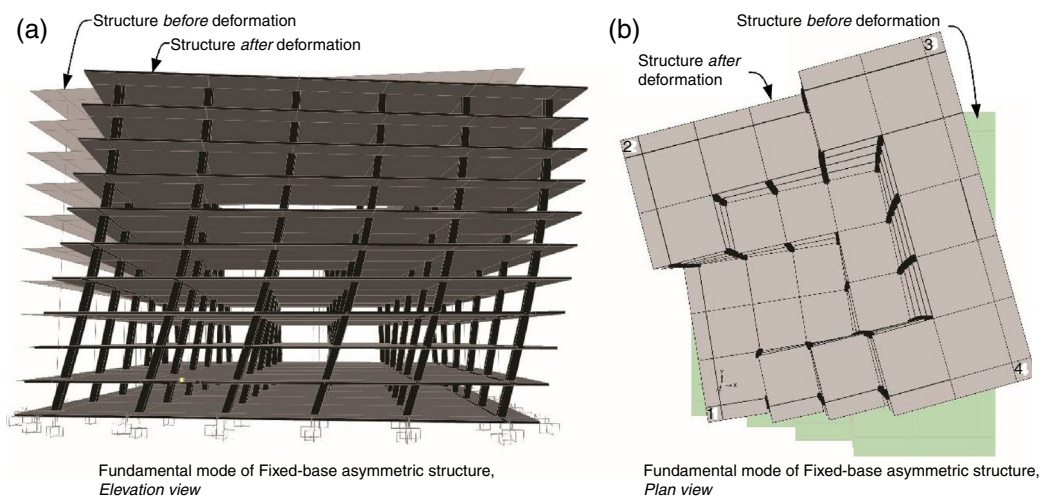 (a)
Structure before deformation
Structure after deformation
Fundamental mode of Fixed-base asymmetric structure,
Elevation view
(b)
Structure before deformation
Structure after
deformation
3
2
Y
x
1
4
Fundamental mode of Fixed-base asymmetric structure,
Plan view